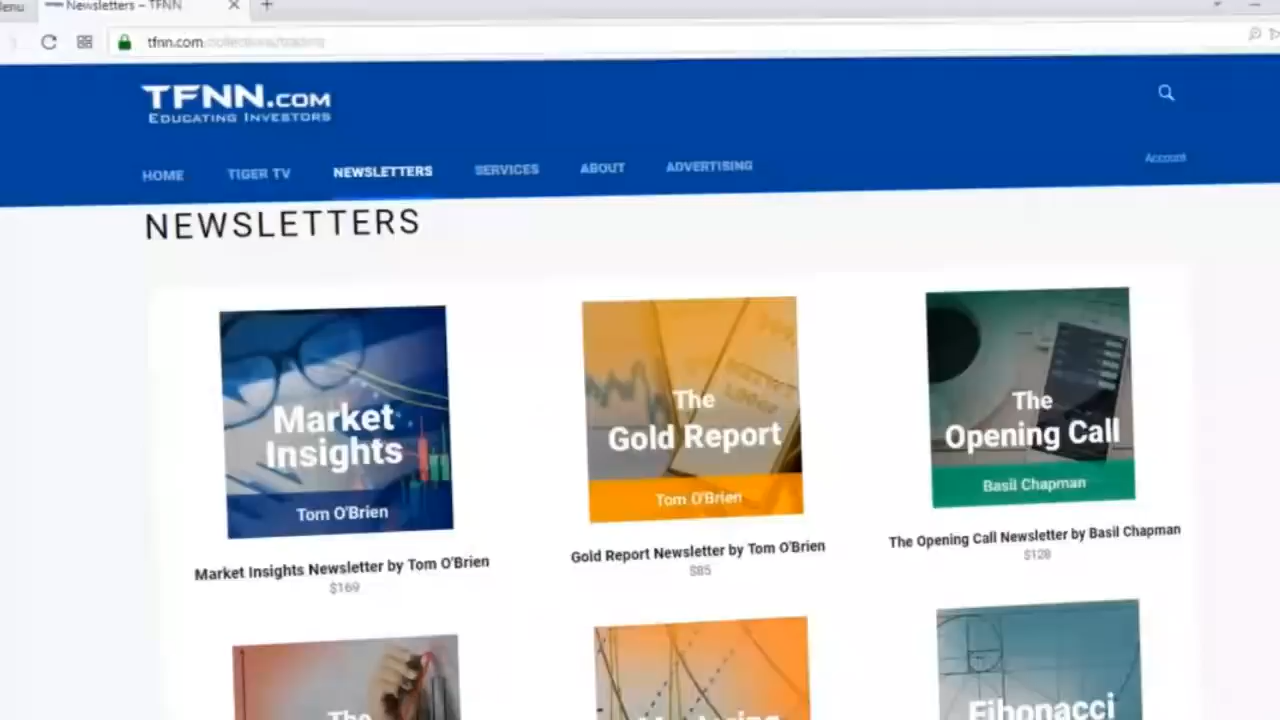 Newsletters – TFNN
tfnn.com
TFNN.COM
EDUCATING INVESTORS
HOME
TIGER TV
NEWSLETTERS
SERVICES
ABOUT
ADVERTISING
Account
NEWSLETTERS
Market
Insights
Tom O'Brien
Market Insights Newsletter by Tom O'Brien
$169
The
Gold Report
Tom O'Brien
Gold Report Newsletter by Tom O'Brien
$85
The
Opening Call
Basil Chapman
The Opening Call Newsletter by Basil Chapman
$128
The
Fibonacci